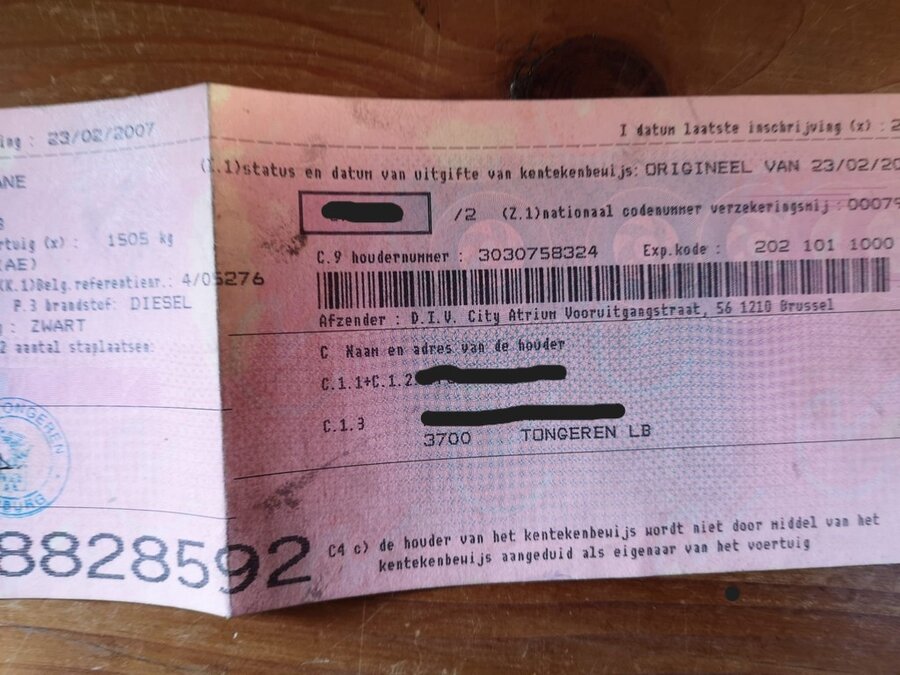 ing : 23/02/2007
ANE
rtuig (x) : 1505 kg
(AE)
(K.1)Belg.referentienr.: 4/05276
P.3 brandstof: DIESEL
: ZWART
2 aantal staplaatsen:
TONGEREN
BURG
8828592
I datum laatste inschrijving (x) : 2
(I.1)status en datum van uitgifte van kentekenbewijs: ORIGINEEL VAN 23/02/20
/2 (Z.1)nationaal codenummer verzekeringsmij : 00079
C.9 houdernummer : 3030758324 Exp.kode : 202 101 1000
Afzender : D.I.V. City Atrium Vooruitgangstraat, 56 1210 Brussel
C Naam en adres van de houder
C.1.1+C.1.2
C.1.3
3700 TONGEREN LB
C4 c) de houder van het kentekenbewijs wordt niet door middel van het
kentekenbewijs aangeduid als eigenaar van het voertuig